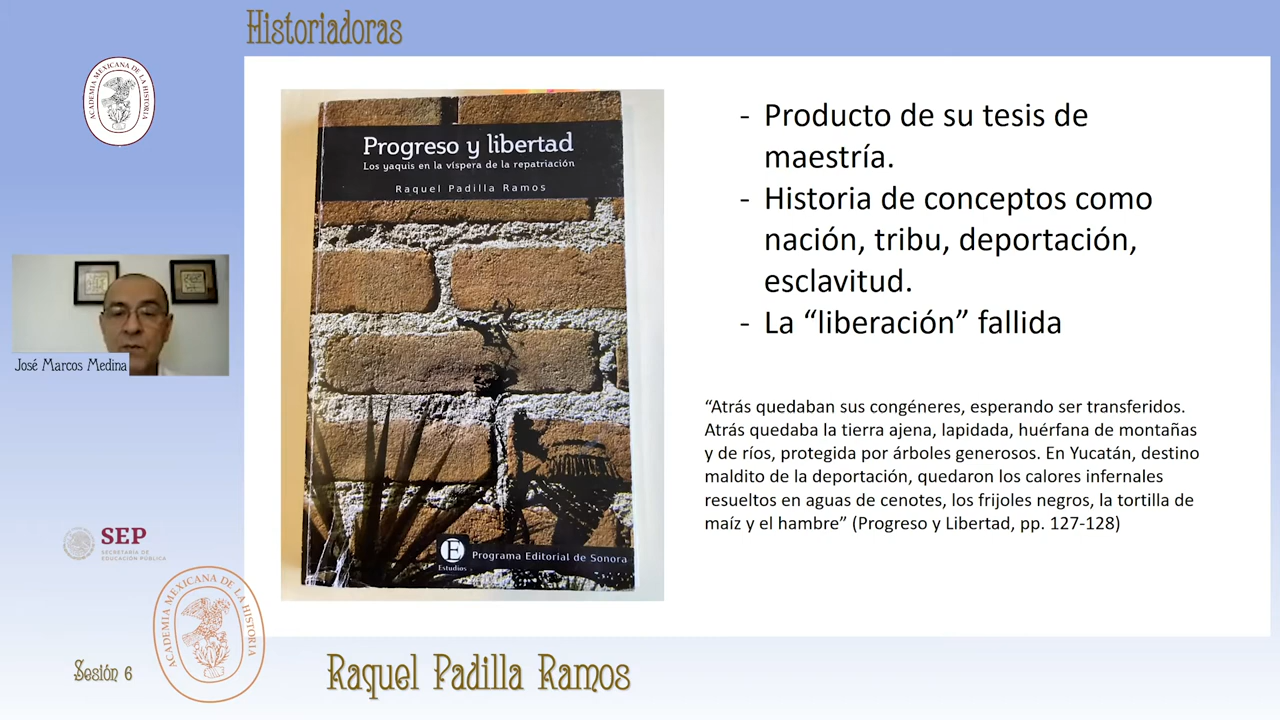 Historiadoras
ACADEMIA MEXICANA DE LA HISTORIA
Progreso y libertad
Los yaquis en la víspera de la repatriación
Raquel Padilla Ramos
E
Estudios
Programa Editorial de Sonora
- Producto de su tesis de
maestría.
- Historia de conceptos como
nación, tribu, deportación,
esclavitud.
- La “liberación” fallida
“Atrás quedaban sus congéneres, esperando ser transferidos.
Atrás quedaba la tierra ajena, lapidada, huérfana de montañas
y de ríos, protegida por árboles generosos. En Yucatán, destino
maldito de la deportación, quedaron los calores infernales
resueltos en aguas de cenotes, los frijoles negros, la tortilla de
maíz y el hambre” (Progreso y Libertad, pp. 127-128)
José Marcos Medina
SEP
SECRETARÍA DE
EDUCACIÓN PÚBLICA
ACADEMIA MEXICANA DE LA HISTORIA
Sesión 6
Raquel Padilla Ramos